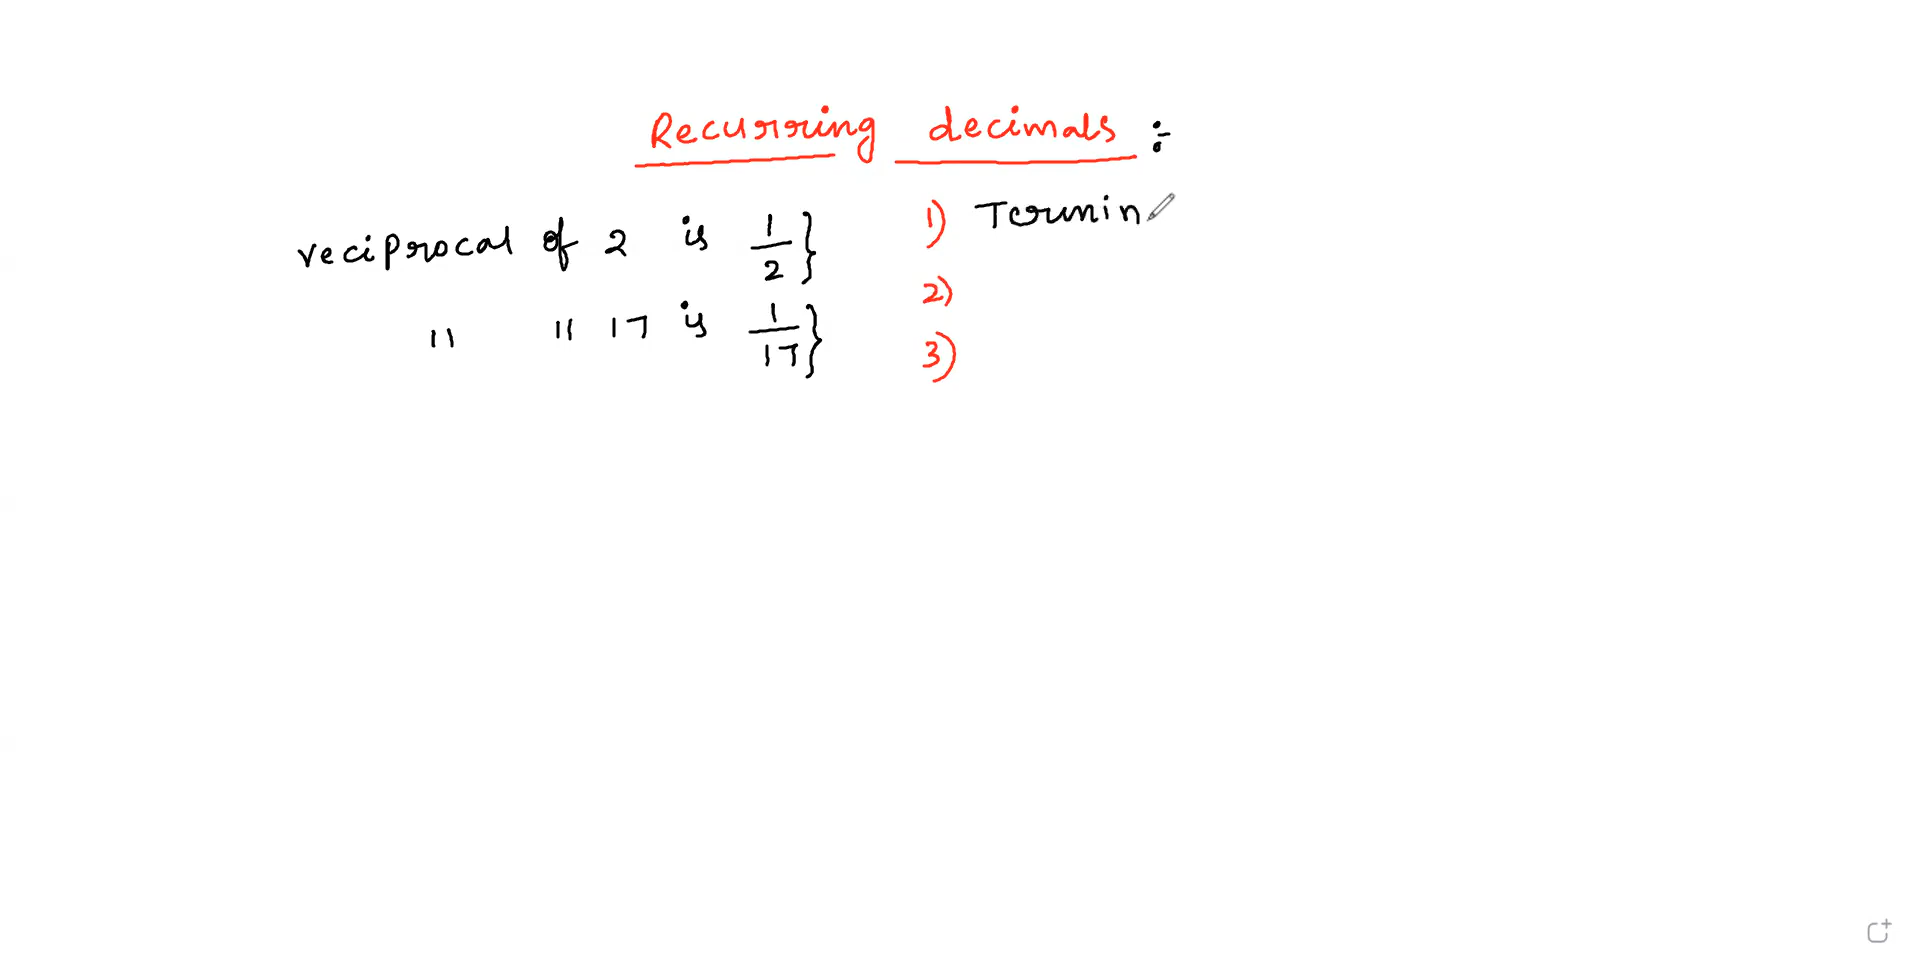 Recurring decimals :-
reciprocal of 2 is 1/2}
" " 17 is 1/17}
1) Termin
2)
3)